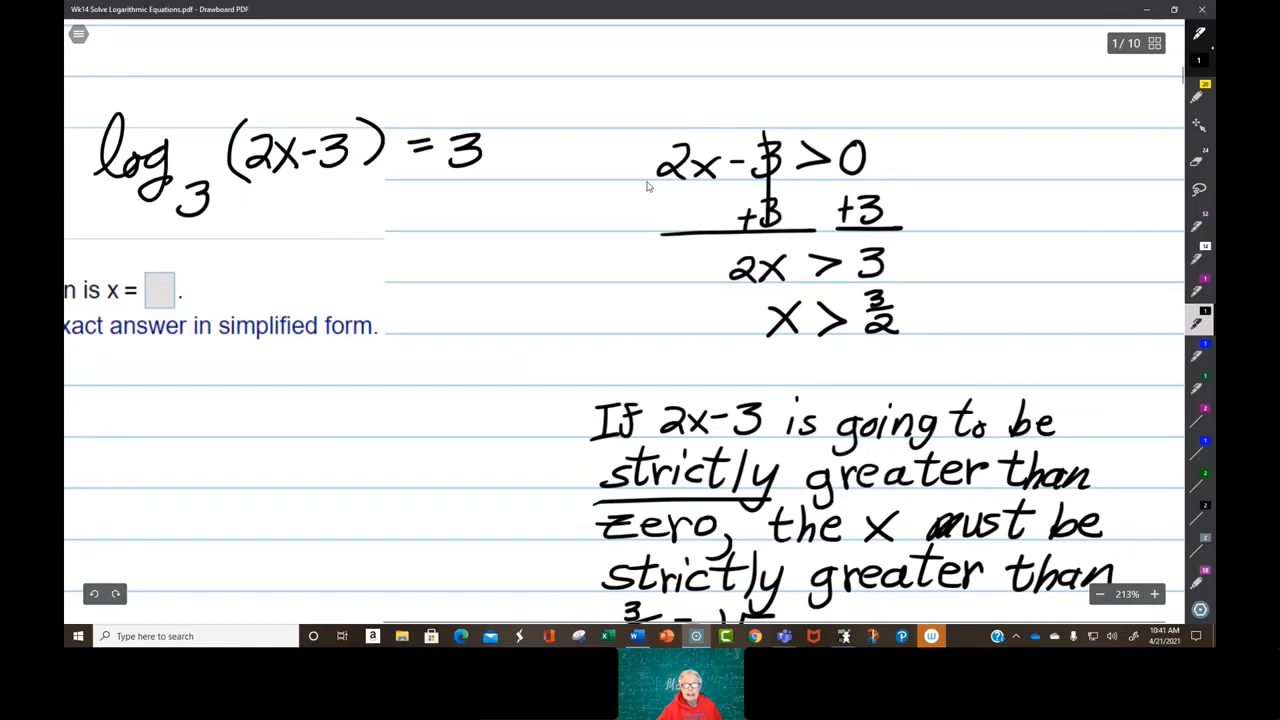 Wk14 Solve Logarithmic Equations.pdf - Drawboard PDF
1 / 10
log₃ (2x-3) = 3
2x - 3 > 0
+3 +3
2x > 3
x > 3/2
n is x = .
xact answer in simplified form.
If 2x-3 is going to be
strictly greater than
zero, the x must be
strictly greater than
213%
Type here to search
10:41 AM
4/21/2021